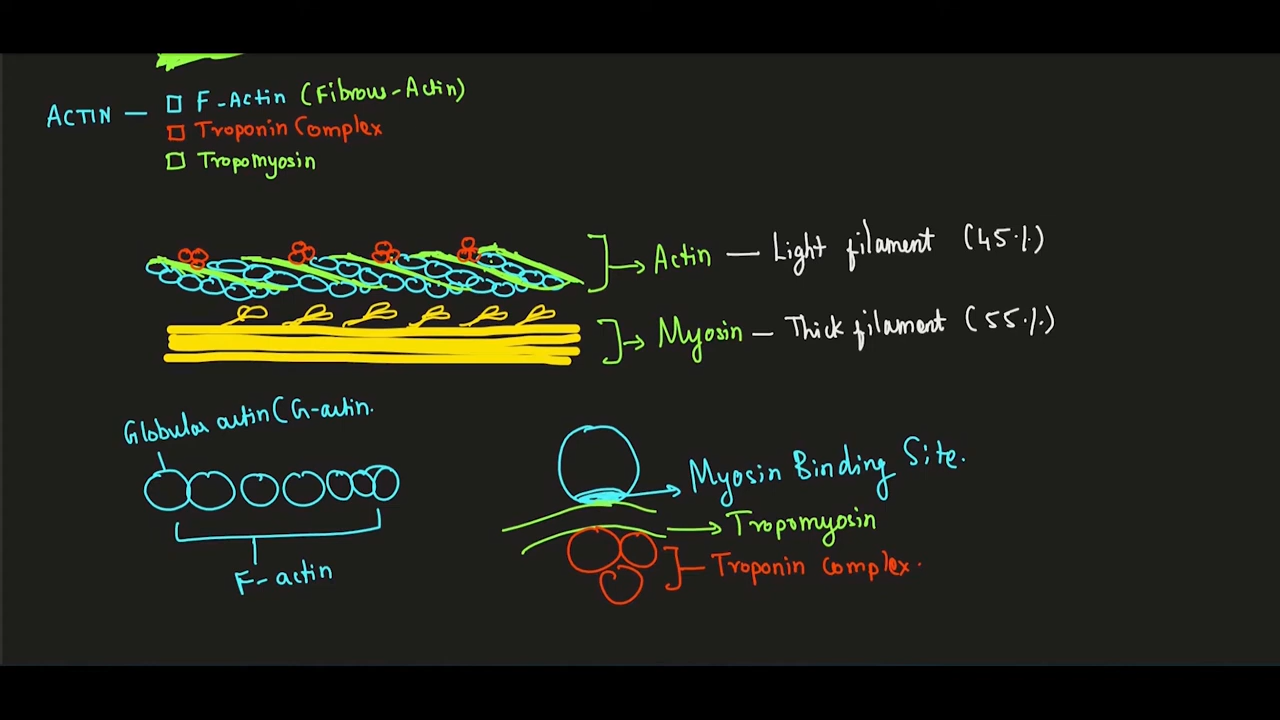 ACTIN — F-Actin (Fibrous-Actin)
Troponin Complex
Tropomyosin
Actin — Light filament (45%)
Myosin — Thick filament (55%)
Globular actin (G-actin.
F-actin
Myosin Binding Site.
Tropomyosin
Troponin complex.